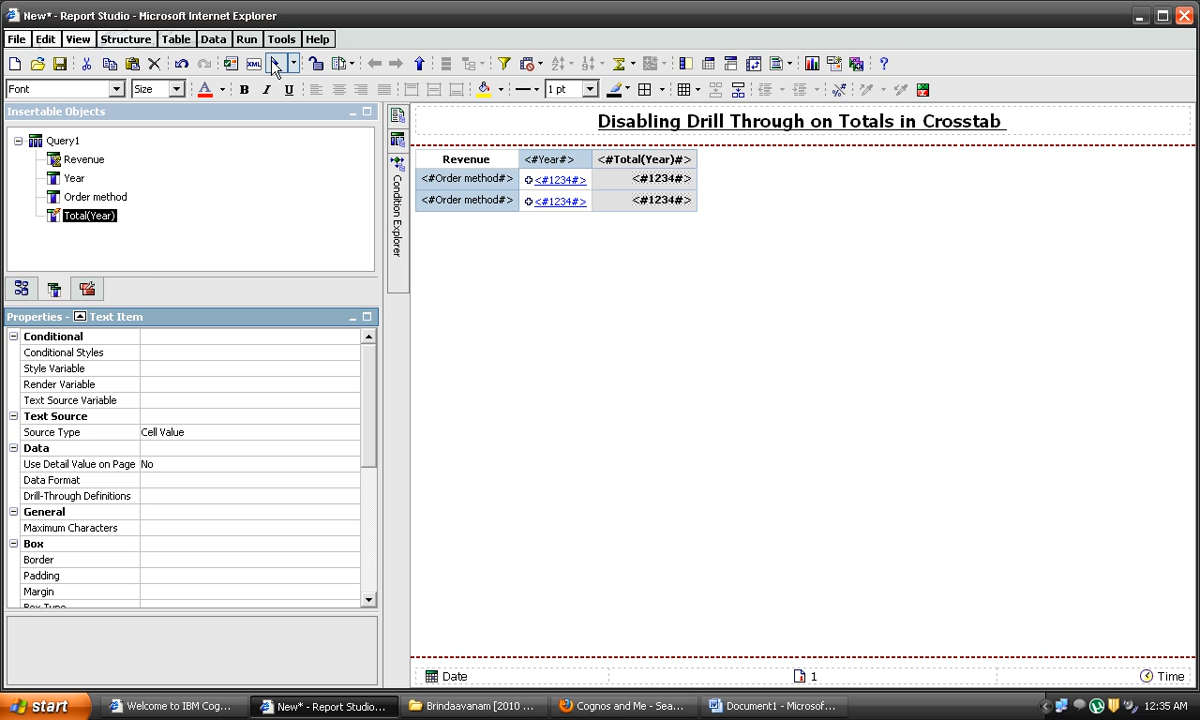 New* - Report Studio - Microsoft Internet Explorer
File Edit View Structure Table Data Run Tools Help
XML
Font Size A B I U 1 pt
Insertable Objects
Query1
Revenue
Year
Order method
Total(Year)
Properties - Text Item
Conditional
Conditional Styles
Style Variable
Render Variable
Text Source Variable
Text Source
Source Type Cell Value
Data
Use Detail Value on Page No
Data Format
Drill-Through Definitions
General
Maximum Characters
Box
Border
Padding
Margin
Box Type
Condition Explorer
Disabling Drill Through on Totals in Crosstab
Revenue <#Year#> <#Total(Year)#>
<#Order method#> <#1234#> <#1234#>
<#Order method#> <#1234#> <#1234#>
Date 1 Time
start Welcome to IBM Cog... New* - Report Studio... Brindaavanam [2010 ... Cognos and Me - Sea... Document1 - Microsof... 12:35 AM